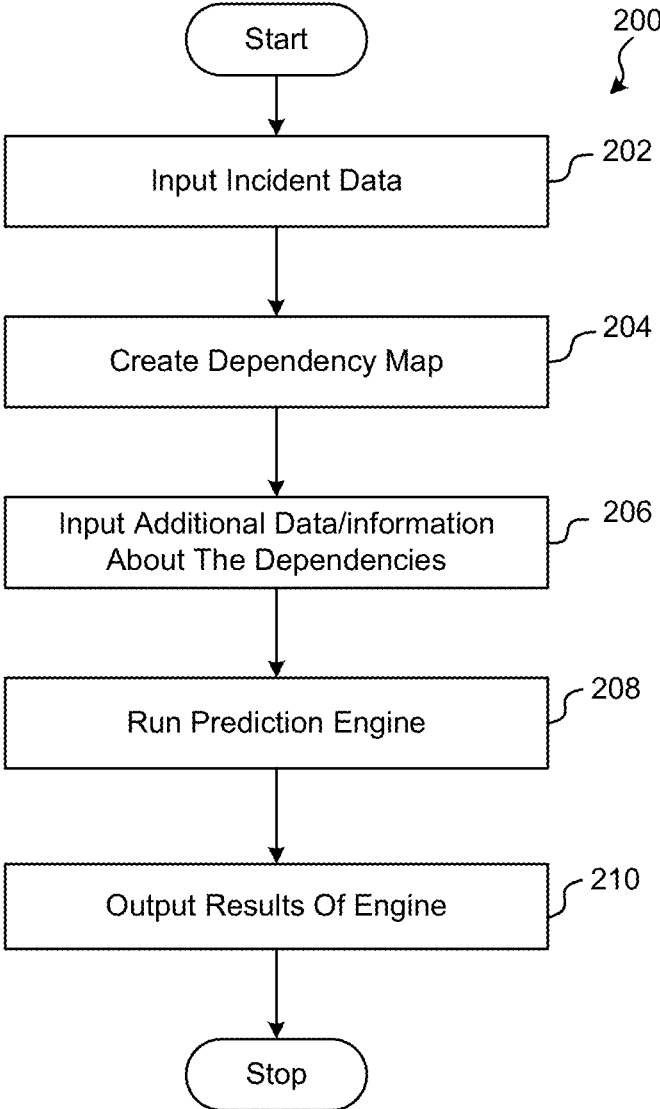 Start
200
Input Incident Data
202
Create Dependency Map
204
Input Additional Data/information
About The Dependencies
206
Run Prediction Engine
208
Output Results Of Engine
210
Stop